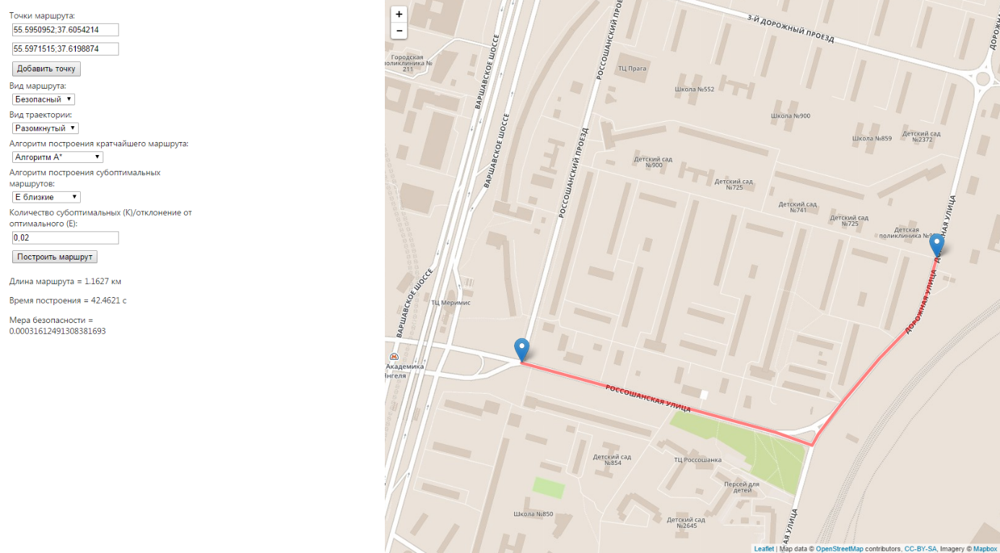 Точки маршрута:
55.5950952;37.6054214
55.5971515;37.6198874
Добавить точку
Вид маршрута:
Безопасный
Вид траектории:
Разомкнутый
Алгоритм построения кратчайшего маршрута:
Алгоритм A*
Алгоритм построения субоптимальных
маршрутов:
E близкие
Количество субоптимальных (К)/отклонение от
оптимального (Е):
0,02
Построить маршрут
Длина маршрута = 1.1627 км
Время построения = 42.4621 с
Мера безопасности =
0.00031612491308381693
+
−
3-Й ДОРОЖНЫЙ ПРОЕЗД
РОССОШАНСКИЙ ПРОЕЗД
ВАРШАВСКОЕ ШОССЕ
Городская
поликлиника №
211
ТЦ Прага
Школа №552
Школа №900
Школа №859
Детский сад
№2372
ВАРШАВСКОЕ ШОССЕ
РОССОШАНСКИЙ ПРОЕЗД
Детский сад
№900
Детский сад
№725
Детский сад
№741
Детский сад
№725
Детская
поликлиника
ДОРОЖНАЯ УЛИЦА
ВАРШАВСКОЕ ШОССЕ
ТЦ Меримис
Академика
Янгеля
РОССОШАНСКАЯ УЛИЦА
Детский сад
№854
ТЦ Россошанка
Персей для
детей
Школа №850
Детский сад
№2645
Leaflet | Map data © OpenStreetMap contributors, CC-BY-SA, Imagery © Mapbox